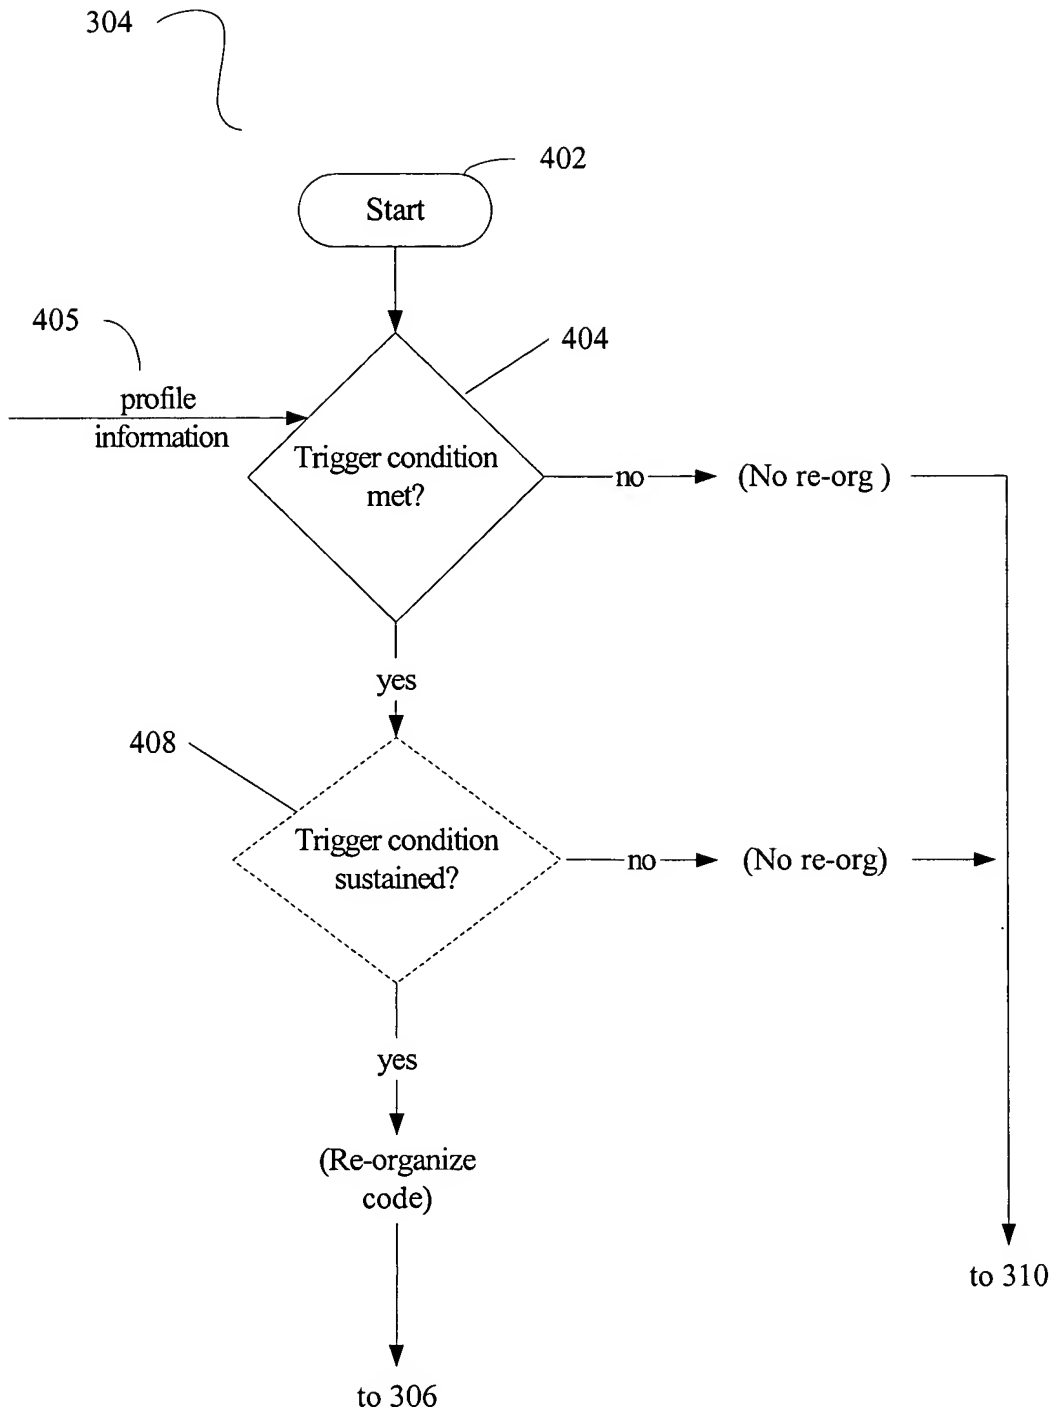 304
402
Start
405
404
profile
information
Trigger condition
met?
no
(No re-org )
yes
408
Trigger condition
sustained?
no
(No re-org)
yes
(Re-organize
code)
to 310
to 306